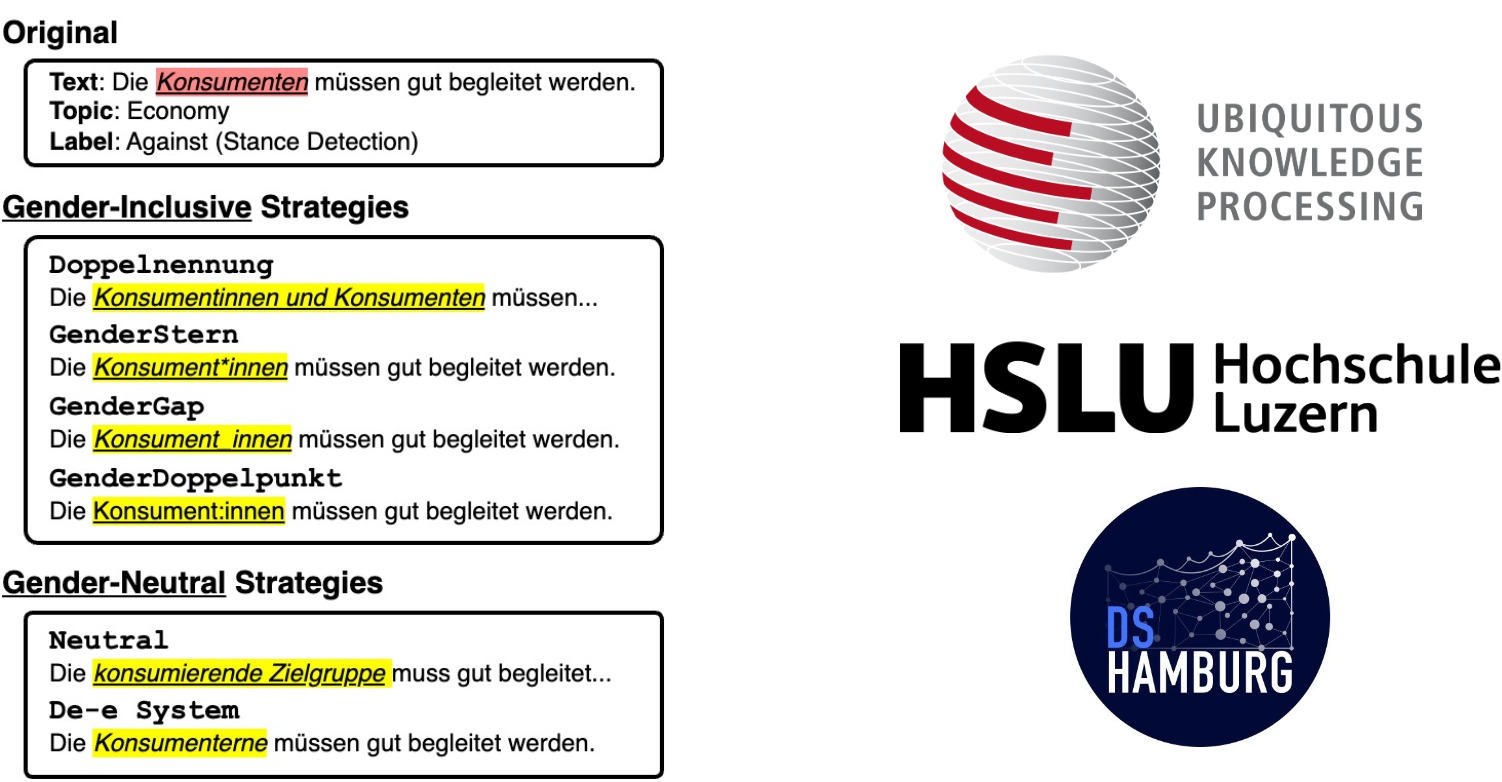 Original
Text: Die Konsumenten müssen gut begleitet werden.
Topic: Economy
Label: Against (Stance Detection)
Gender-Inclusive Strategies
Doppelnennung
Die Konsumentinnen und Konsumenten müssen...
GenderStern
Die Konsument*innen müssen gut begleitet werden.
GenderGap
Die Konsument_innen müssen gut begleitet werden.
GenderDoppelpunkt
Die Konsument:innen müssen gut begleitet werden.
Gender-Neutral Strategies
Neutral
Die konsumierende Zielgruppe muss gut begleitet...
De-e System
Die Konsumenterne müssen gut begleitet werden.
UBIQUITOUS
KNOWLEDGE
PROCESSING
HSLU Hochschule
Luzern
DS
HAMBURG